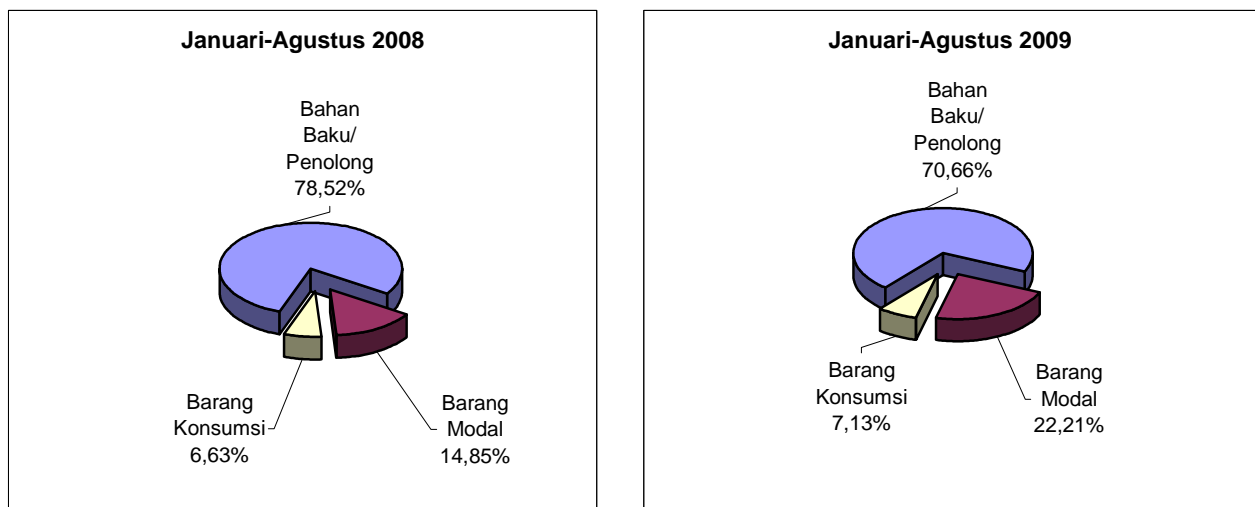 Januari-Agustus 2008
Bahan
Baku/
Penolong
78,52%
Barang
Konsumsi
6,63%
Barang
Modal
14,85%
Januari-Agustus 2009
Bahan
Baku/
Penolong
70,66%
Barang
Konsumsi
7,13%
Barang
Modal
22,21%